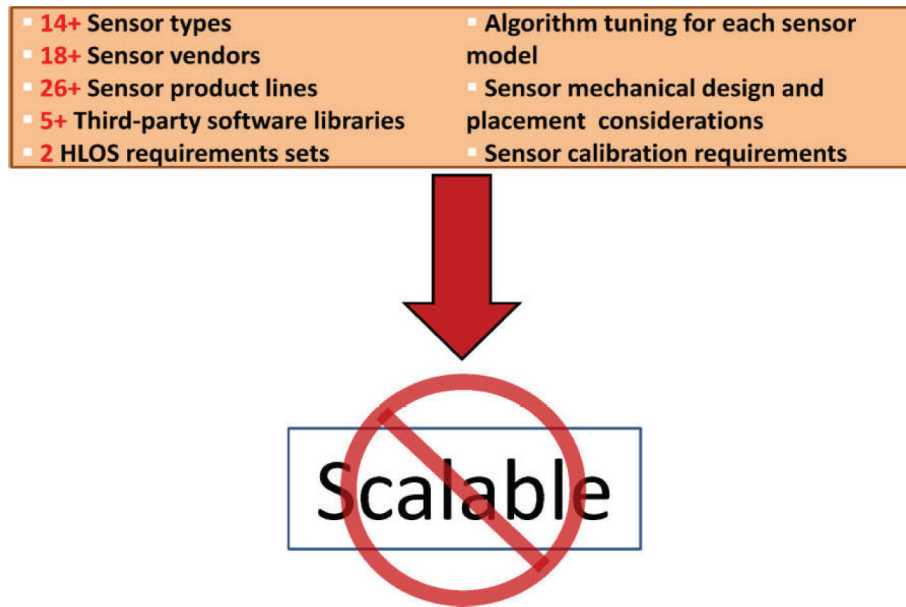 14+ Sensor types
18+ Sensor vendors
26+ Sensor product lines
5+ Third-party software libraries
2 HLOS requirements sets
Algorithm tuning for each sensor
model
Sensor mechanical design and
placement considerations
Sensor calibration requirements
Scalable